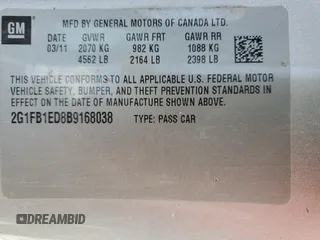 GM
MFD BY GENERAL MOTORS OF CANADA LTD.
DATE GVWR GAWR FRT GAWR RR
03/11 2070 KG 982 KG 1088 KG
4562 LB 2164 LB 2398 LB
THIS VEHICLE CONFORMS TO ALL APPLICABLE U.S. FEDERAL MOTOR
VEHICLE SAFETY, BUMPER, AND THEFT PREVENTION STANDARDS
IN EFFECT ON THE DATE OF MANUFACTURE SHOWN ABOVE.
2G1FB1ED8B9168038 TYPE: PASS CAR
DREAMBID